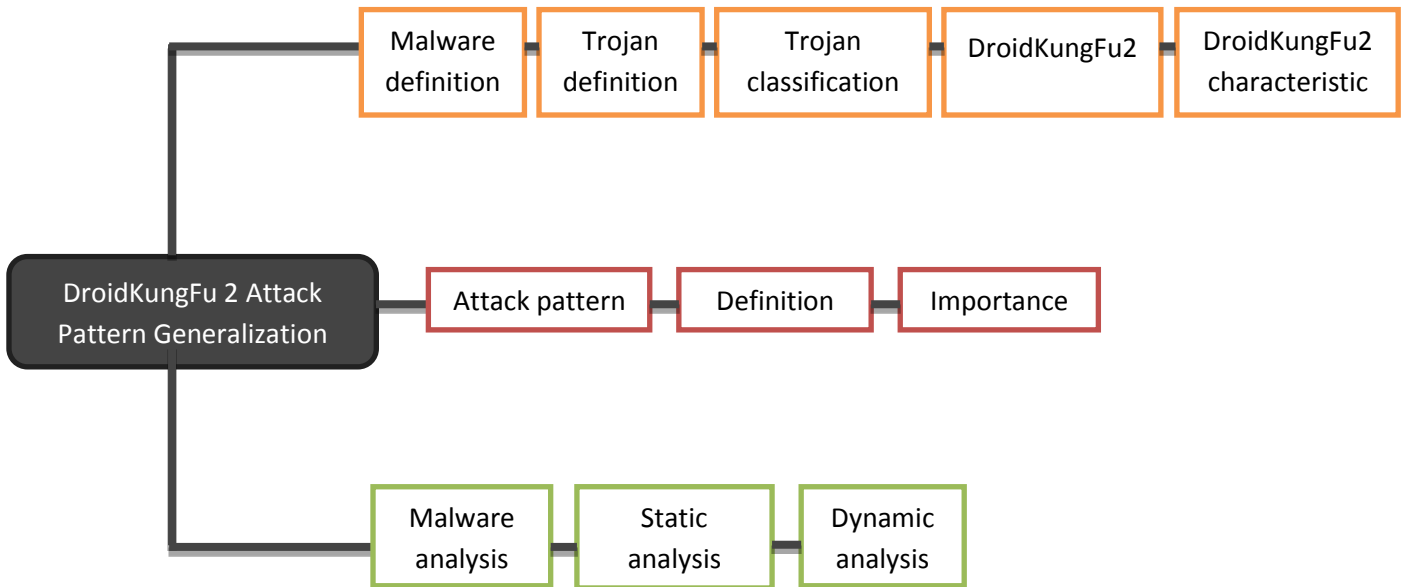 Malware
definition
Trojan
definition
Trojan
classification
DroidKungFu2
DroidKungFu2
characteristic
DroidKungFu 2 Attack
Pattern Generalization
Attack pattern
Definition
Importance
Malware
analysis
Static
analysis
Dynamic
analysis